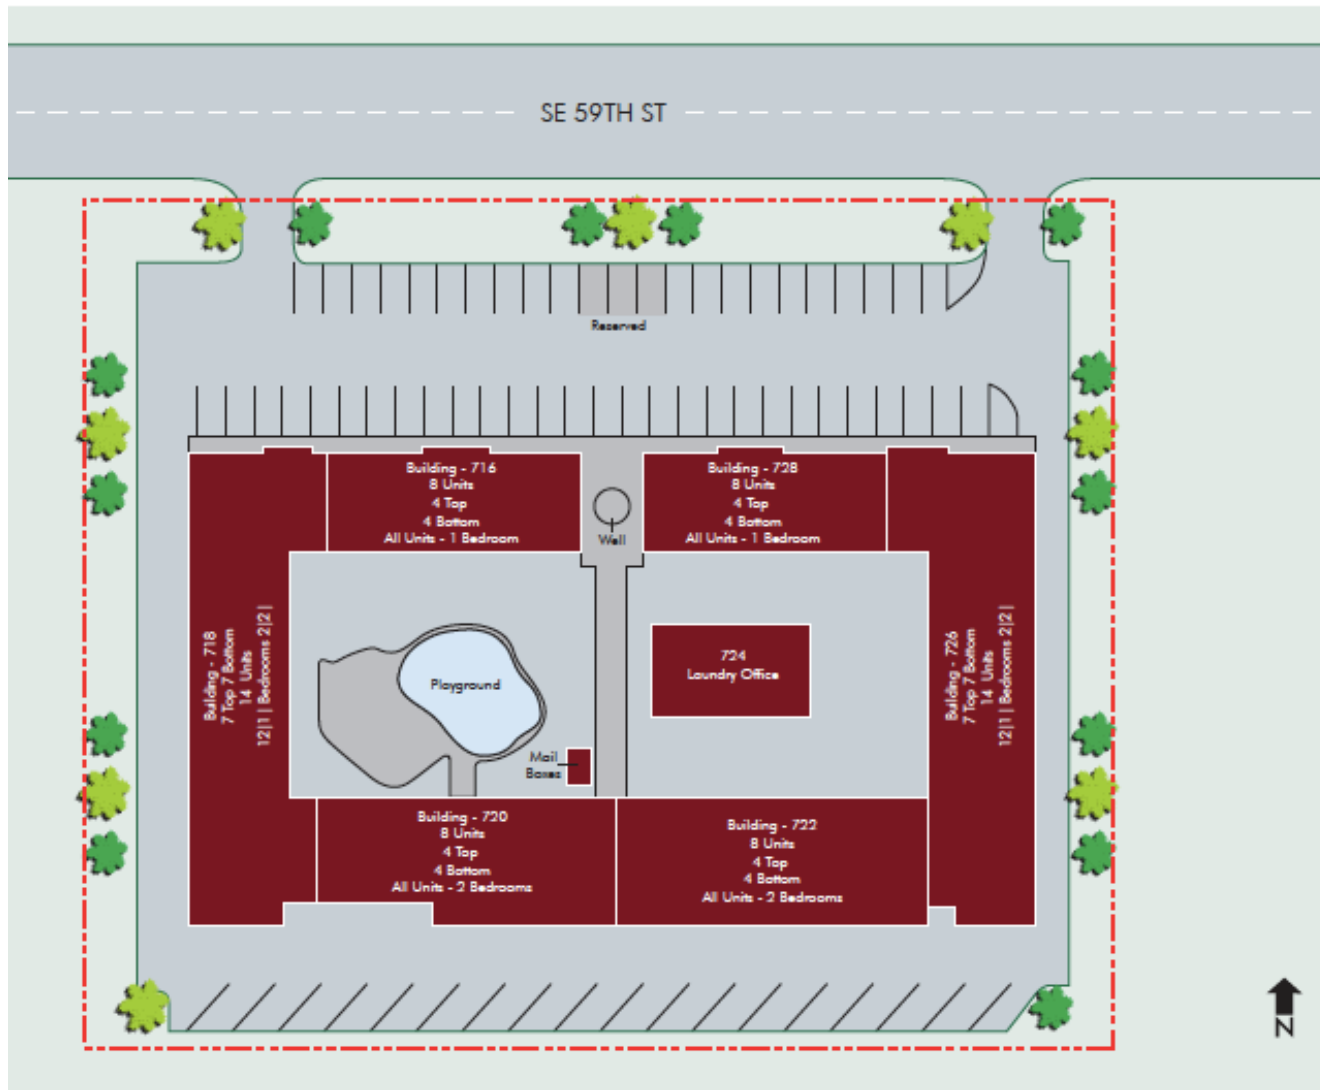 SE 59TH ST
Reserved
Building - 716
8 Units
4 Top
4 Bottom
All Units - 1 Bedroom
Building - 728
8 Units
4 Top
4 Bottom
All Units - 1 Bedroom
Well
Building - 718
7 Top 7 Bottom
14 Units
12|1 | Bedrooms 2|2 |
Playground
724
Laundry Office
Building - 726
7 Top 7 Bottom
14 Units
12|1 | Bedrooms 2|2 |
Mail
Boxes
Building - 720
8 Units
4 Top
4 Bottom
All Units - 2 Bedrooms
Building - 722
8 Units
4 Top
4 Bottom
All Units - 2 Bedrooms
N